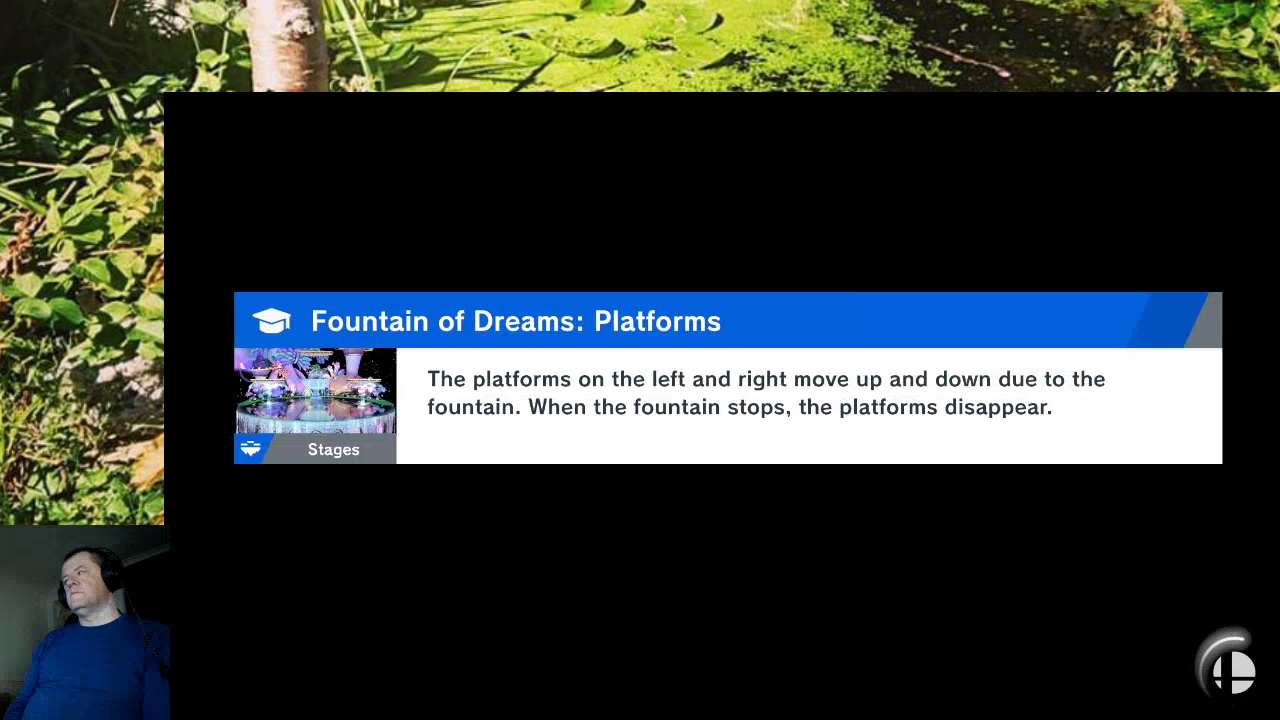 Fountain of Dreams: Platforms
The platforms on the left and right move up and down due to the
fountain. When the fountain stops, the platforms disappear.
Stages